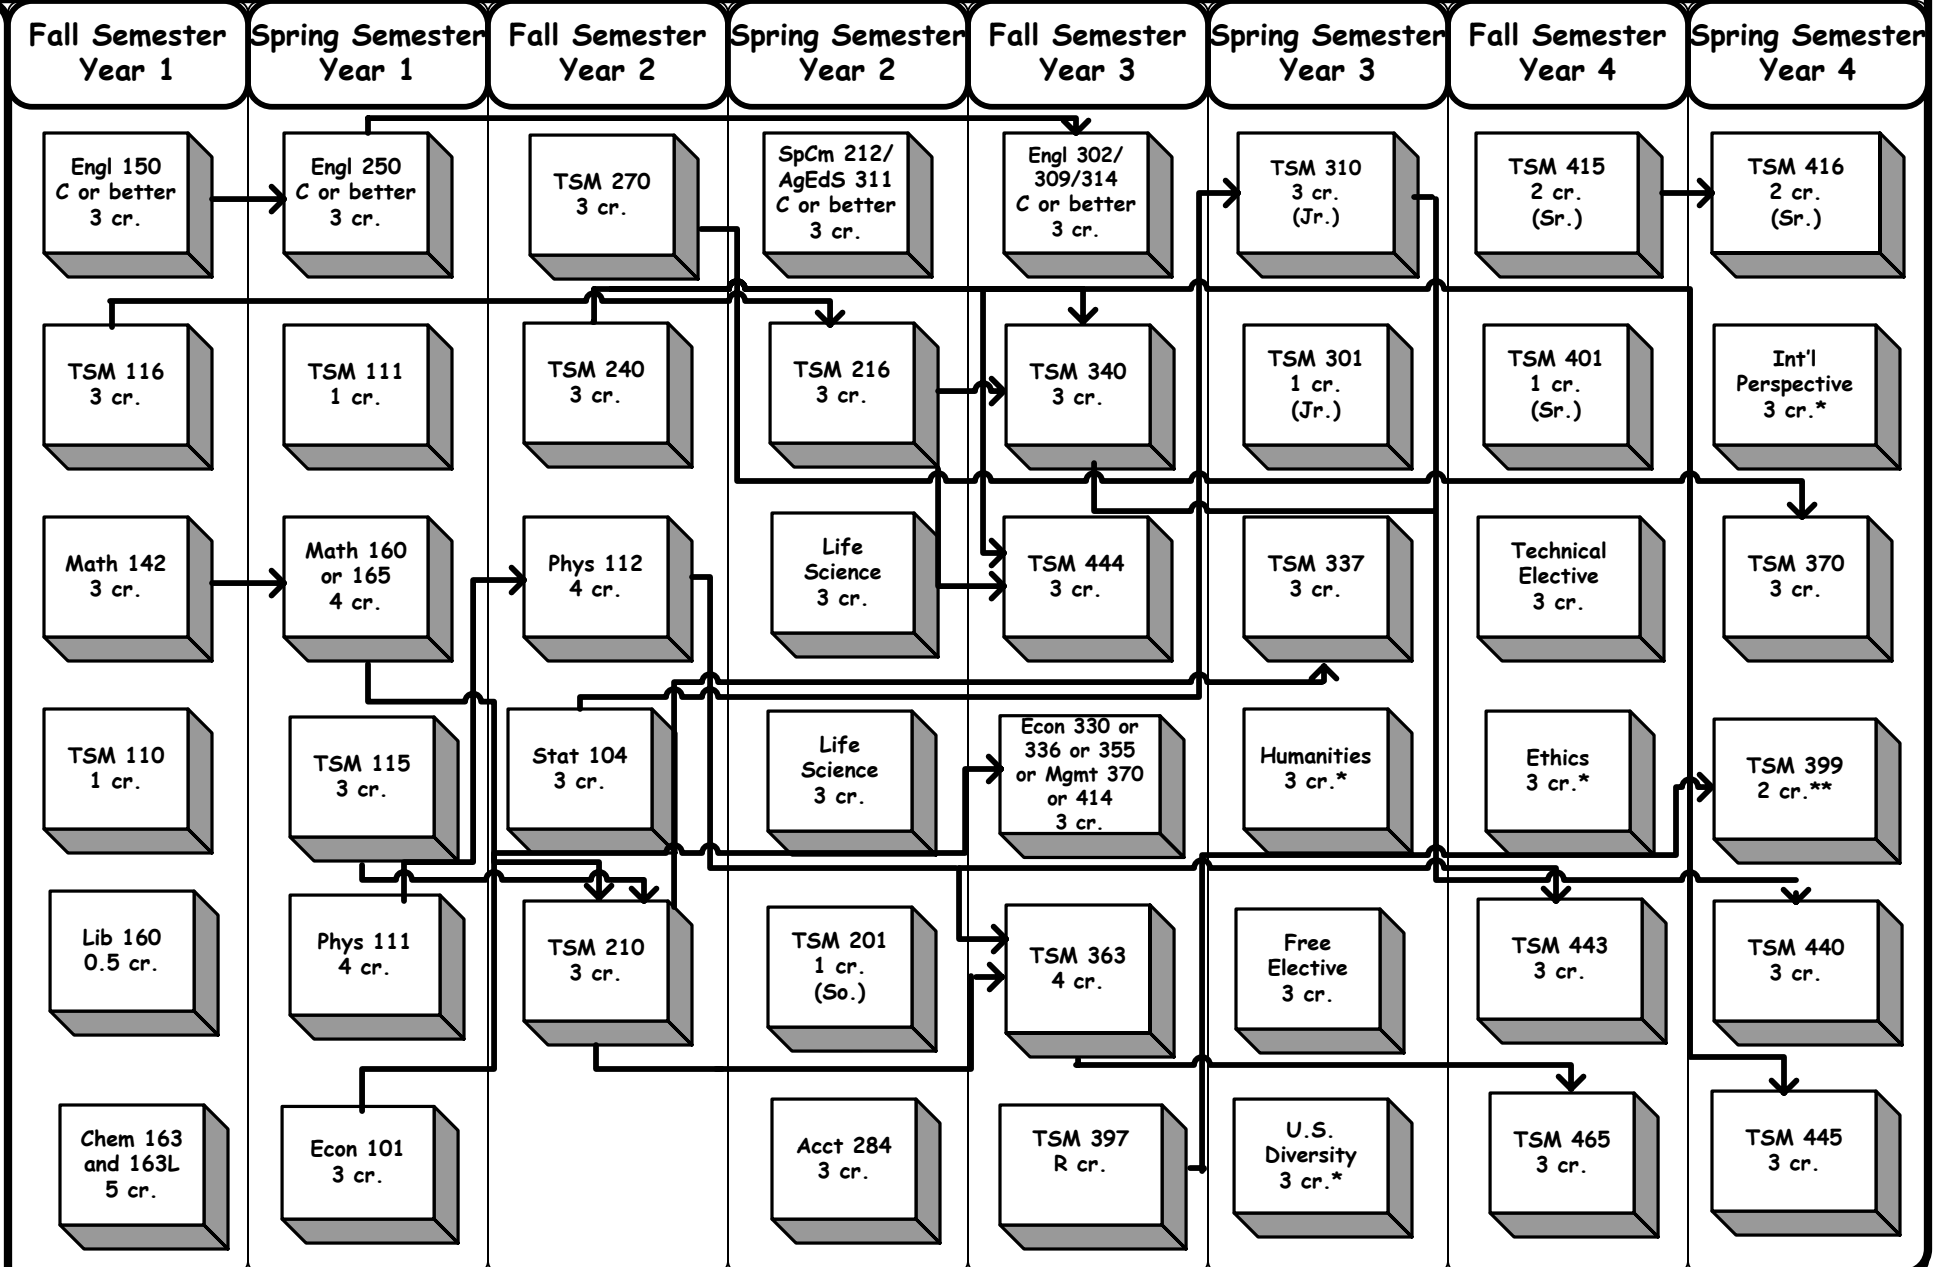 Fall Semester
Year 1
Spring Semester
Year 1
Fall Semester
Year 2
Spring Semester
Year 2
Fall Semester
Year 3
Spring Semester
Year 3
Fall Semester
Year 4
Spring Semester
Year 4
Engl 150
C or better
3 cr.
Engl 250
C or better
3 cr.
TSM 270
3 cr.
SpCm 212/
AgEdS 311
C or better
3 cr.
Engl 302/
309/314
C or better
3 cr.
TSM 310
3 cr.
(Jr.)
TSM 415
2 cr.
(Sr.)
TSM 416
2 cr.
(Sr.)
TSM 116
3 cr.
TSM 111
1 cr.
TSM 240
3 cr.
TSM 216
3 cr.
TSM 340
3 cr.
TSM 301
1 cr.
(Jr.)
TSM 401
1 cr.
(Sr.)
Int'l
Perspective
3 cr.*
Math 142
3 cr.
Math 160
or 165
4 cr.
Phys 112
4 cr.
Life
Science
3 cr.
TSM 444
3 cr.
TSM 337
3 cr.
Technical
Elective
3 cr.
TSM 370
3 cr.
TSM 110
1 cr.
TSM 115
3 cr.
Stat 104
3 cr.
Life
Science
3 cr.
Econ 330 or
336 or 355
or Mgmt 370
or 414
3 cr.
Humanities
3 cr.*
Ethics
3 cr.*
TSM 399
2 cr.**
Lib 160
0.5 cr.
Phys 111
4 cr.
TSM 210
3 cr.
TSM 201
1 cr.
(So.)
TSM 363
4 cr.
Free
Elective
3 cr.
TSM 443
3 cr.
TSM 440
3 cr.
Chem 163
and 163L
5 cr.
Econ 101
3 cr.
Acct 284
3 cr.
TSM 397
R cr.
U.S.
Diversity
3 cr.*
TSM 465
3 cr.
TSM 445
3 cr.